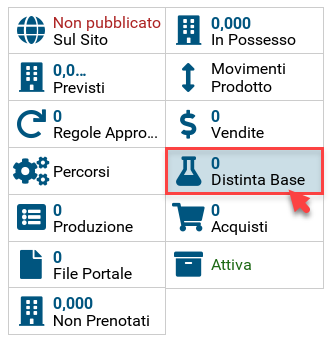 Non pubblicato
Sul Sito
0,000
In Possesso
0,0...
Previsti
Movimenti
Prodotto
0
Regole Appro...
0
Vendite
Percorsi
0
Distinta Base
0
Produzione
0
Acquisti
0
File Portale
Attiva
0,000
Non Prenotati